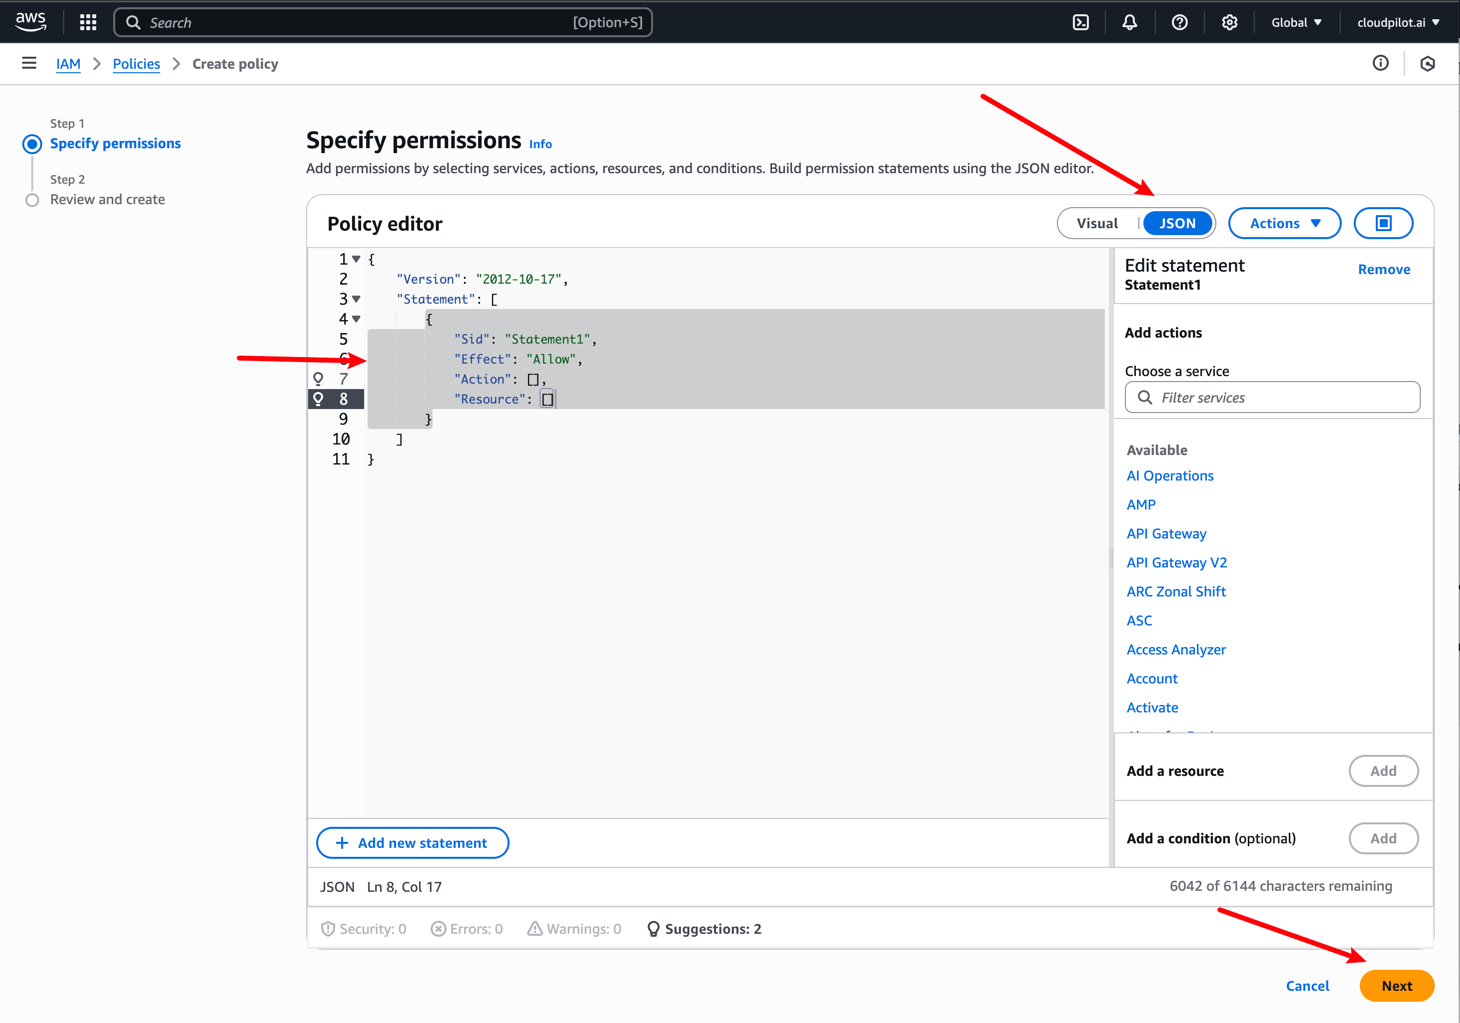 aws
Search [Option+S]
Global
cloudpilot.ai
IAM
Policies
Create policy
Step 1
Specify permissions
Step 2
Review and create
Specify permissions Info
Add permissions by selecting services, actions, resources, and conditions. Build permission statements using the JSON editor.
Policy editor
Visual
JSON
Actions
1 {
2 "Version": "2012-10-17",
3 "Statement": [
4 {
5 "Sid": "Statement1",
6 "Effect": "Allow",
7 "Action": [],
8 "Resource": []
9 }
10 ]
11 }
Edit statement
Statement1
Remove
Add actions
Choose a service
Filter services
Available
AI Operations
AMP
API Gateway
API Gateway V2
ARC Zonal Shift
ASC
Access Analyzer
Account
Activate
Add a resource
Add
Add a condition (optional)
Add
+ Add new statement
JSON Ln 8, Col 17
6042 of 6144 characters remaining
Security: 0
Errors: 0
Warnings: 0
Suggestions: 2
Cancel
Next